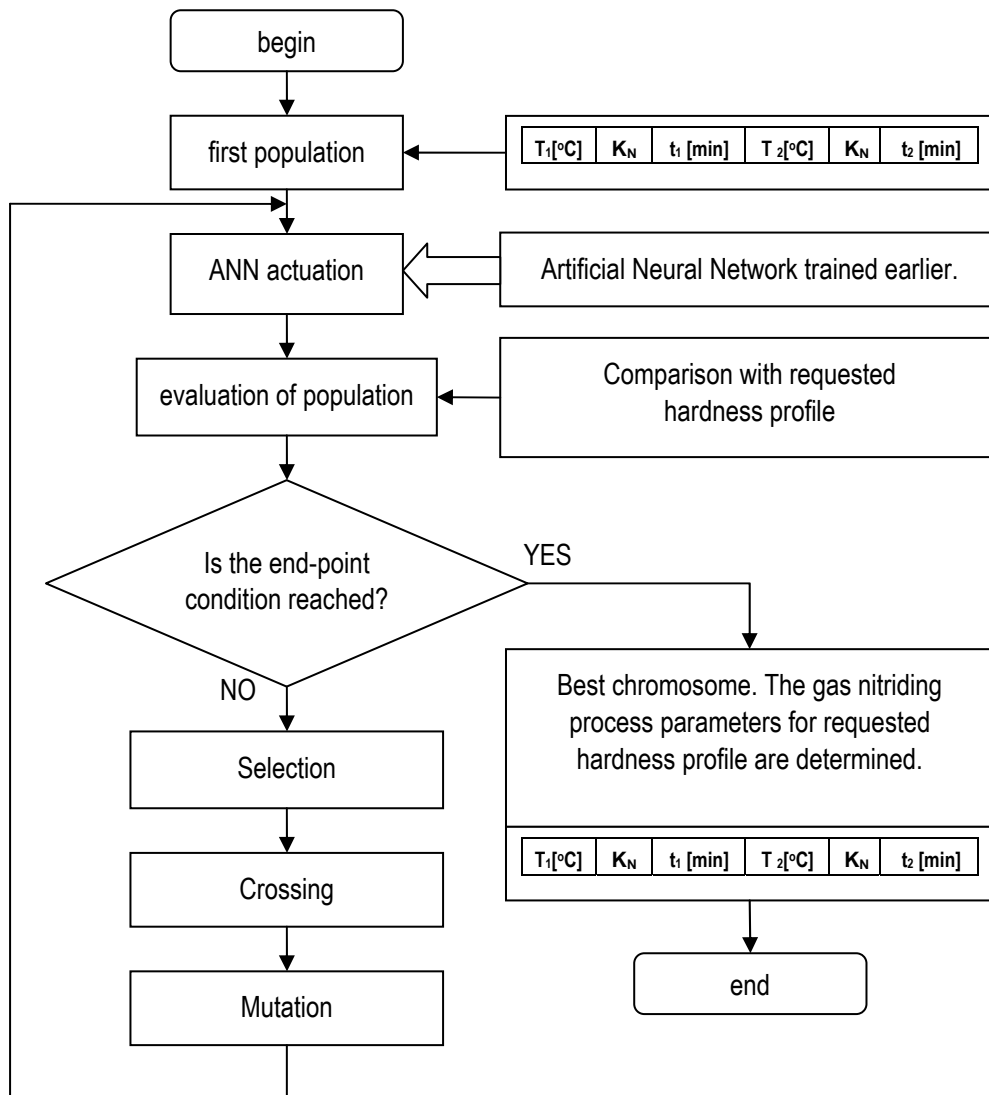 begin
first population
T₁[°C] K_N t₁ [min] T ₂[°C] K_N t₂ [min]
ANN actuation
Artificial Neural Network trained earlier.
evaluation of population
Comparison with requested
hardness profile
Is the end-point
condition reached?
YES
NO
Best chromosome. The gas nitriding
process parameters for requested
hardness profile are determined.
T₁[°C] K_N t₁ [min] T ₂[°C] K_N t₂ [min]
Selection
Crossing
Mutation
end